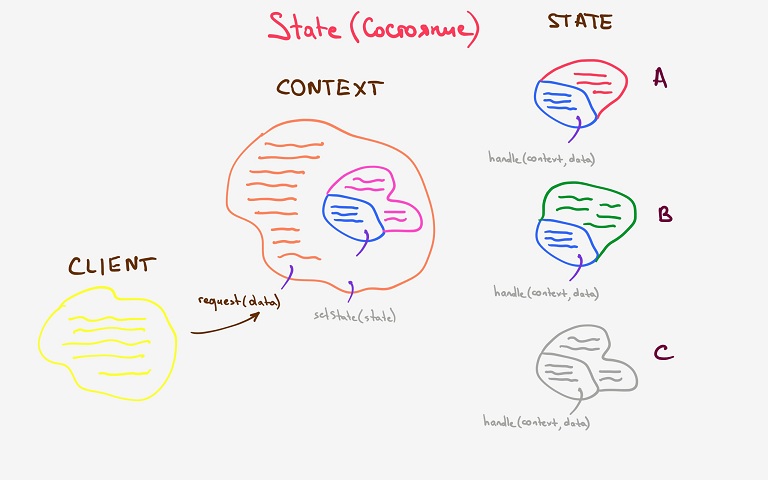 State (Состояние)
STATE
CONTEXT
A
handle(context, data)
B
CLIENT
request(data)
setState(state)
handle(context, data)
C
handle(context, data)